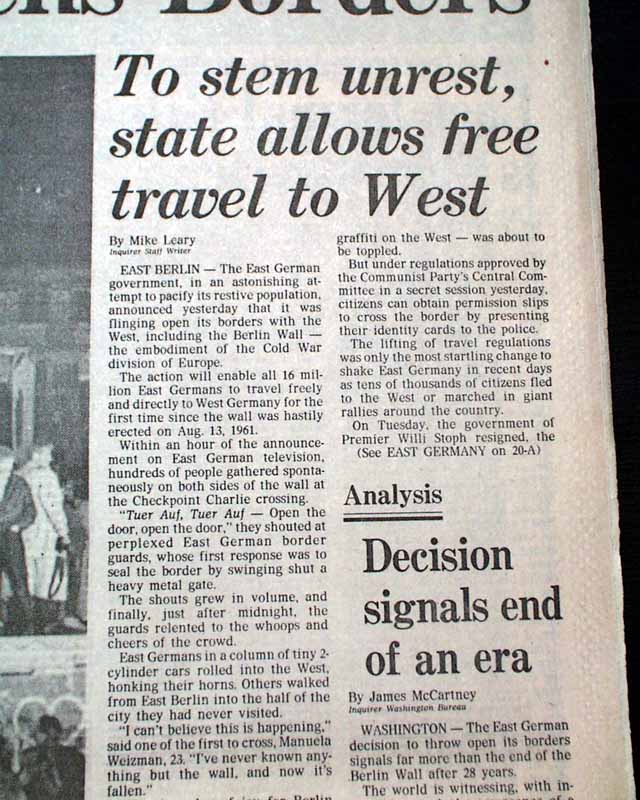 Borders
To stem unrest,
state allows free
travel to West
By Mike Leary
Inquirer Staff Writer
EAST BERLIN — The East German
government, in an astonishing at-
tempt to pacify its restive population,
announced yesterday that it was
flinging open its borders with the
West, including the Berlin Wall —
the embodiment of the Cold War
division of Europe.
The action will enable all 16 mil-
lion East Germans to travel freely
and directly to West Germany for the
first time since the wall was hastily
erected on Aug. 13, 1961.
Within an hour of the announce-
ment on East German television,
hundreds of people gathered sponta-
neously on both sides of the wall at
the Checkpoint Charlie crossing.
"Tuer Auf, Tuer Auf — Open the
door, open the door," they shouted at
perplexed East German border
guards, whose first response was to
seal the border by swinging shut a
heavy metal gate.
The shouts grew in volume, and
finally, just after midnight, the
guards relented to the whoops and
cheers of the crowd.
East Germans in a column of tiny 2-
cylinder cars rolled into the West,
honking their horns. Others walked
from East Berlin into the half of the
city they had never visited.
"I can't believe this is happening,"
said one of the first to cross, Manuela
Weizman, 23. "I've never known any-
thing but the wall, and now it's
fallen."
graffiti on the West — was about to
be toppled.
But under regulations approved by
the Communist Party's Central Com-
mittee in a secret session yesterday,
citizens can obtain permission slips
to cross the border by presenting
their identity cards to the police.
The lifting of travel regulations
was only the most startling change to
shake East Germany in recent days
as tens of thousands of citizens fled
to the West or marched in giant
rallies around the country.
On Tuesday, the government of
Premier Willi Stoph resigned, the
(See EAST GERMANY on 20-A)
Analysis
Decision
signals end
of an era
By James McCartney
Inquirer Washington Bureau
WASHINGTON — The East German
decision to throw open its borders
signals far more than the end of the
Berlin Wall after 28 years.
The world is witnessing, with in-